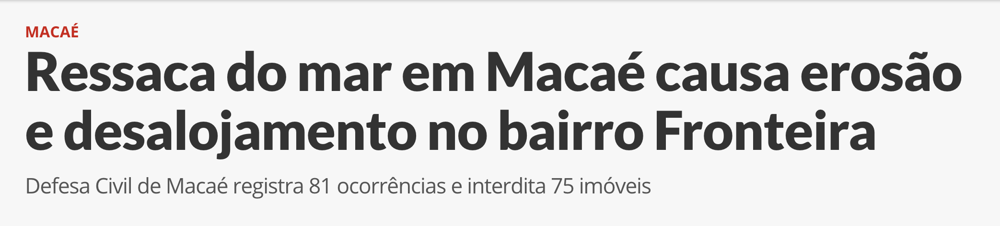 MACAÉ
Ressaca do mar em Macaé causa erosão
e desalojamento no bairro Fronteira
Defesa Civil de Macaé registra 81 ocorrências e interdita 75 imóveis